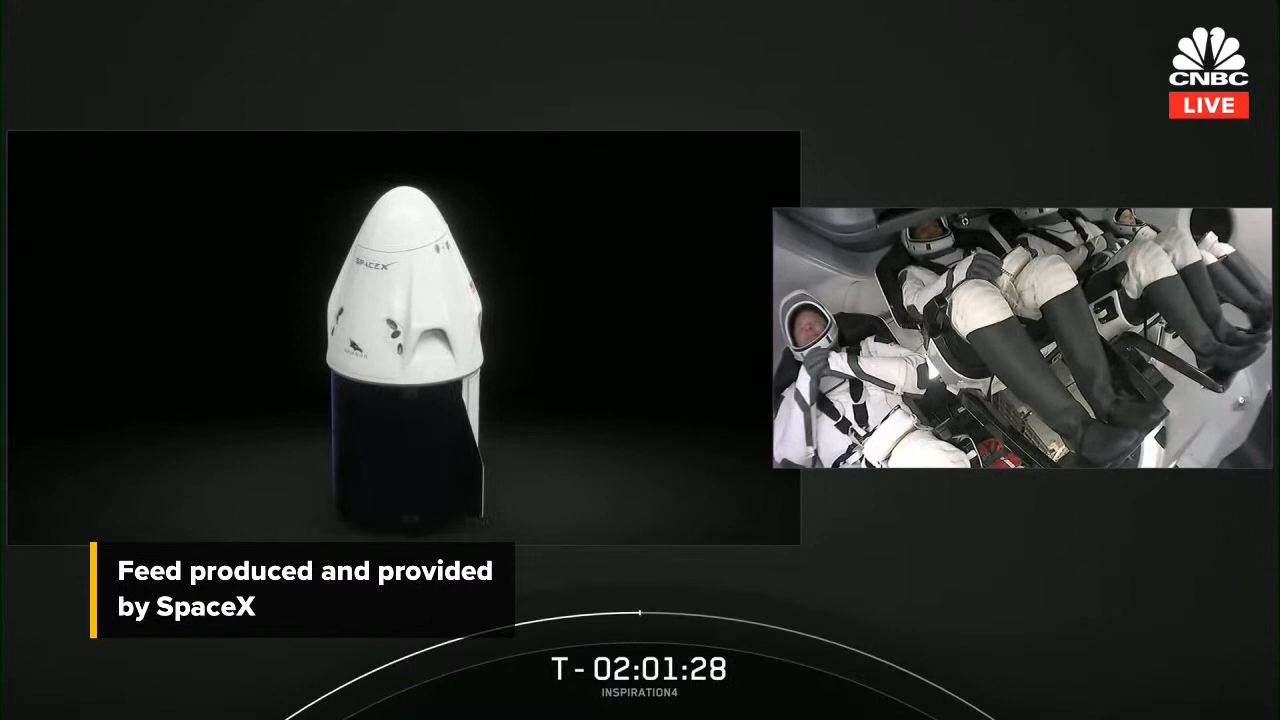 CNBC
LIVE
SPACEX
Feed produced and provided
by SpaceX
T - 02:01:28
INSPIRATION4